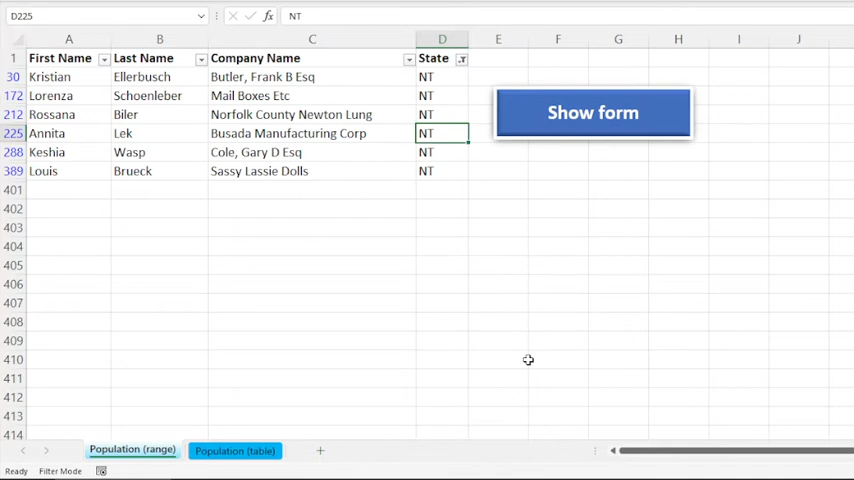 D225 fx NT
A B C D E F G H I J
1 First Name Last Name Company Name State
30 Kristian Ellerbusch Butler, Frank B Esq NT
172 Lorenza Schoenleber Mail Boxes Etc NT
212 Rossana Biler Norfolk County Newton Lung NT
225 Annita Lek Busada Manufacturing Corp NT
288 Keshia Wasp Cole, Gary D Esq NT
389 Louis Brueck Sassy Lassie Dolls NT
Show form
401
402
403
404
405
406
407
408
409
410
411
412
413
414
Population (range) Population (table)
Ready Filter Mode